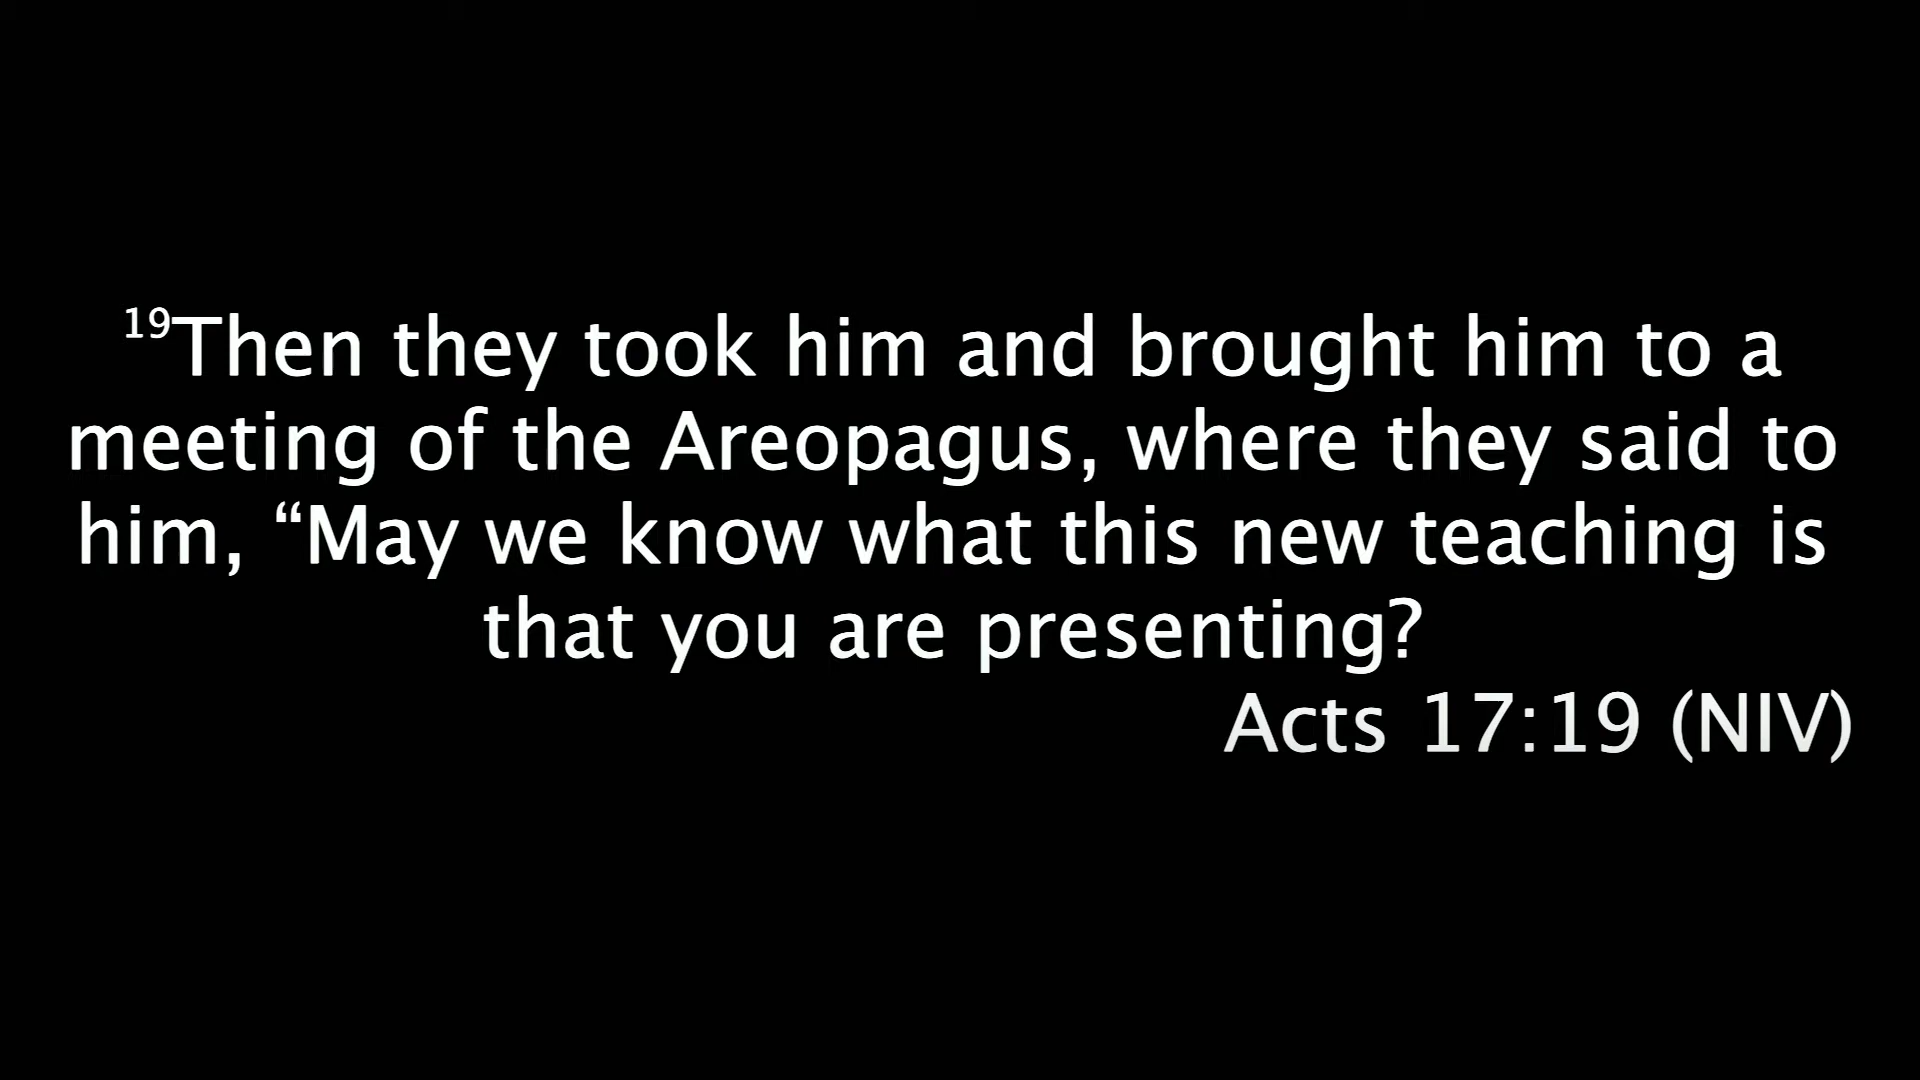 19Then they took him and brought him to a
meeting of the Areopagus, where they said to
him, “May we know what this new teaching is
that you are presenting?
Acts 17:19 (NIV)